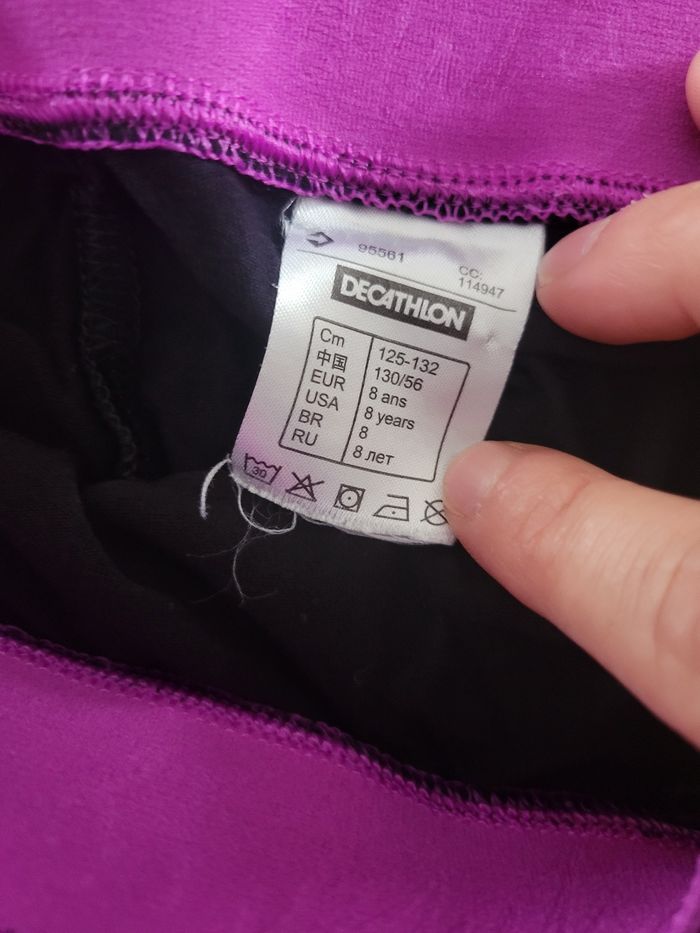 95561 CC:
114947
DECATHLON
Cm 125-132
中国 130/56
EUR 8 ans
USA 8 years
BR 8
RU 8 лет
30